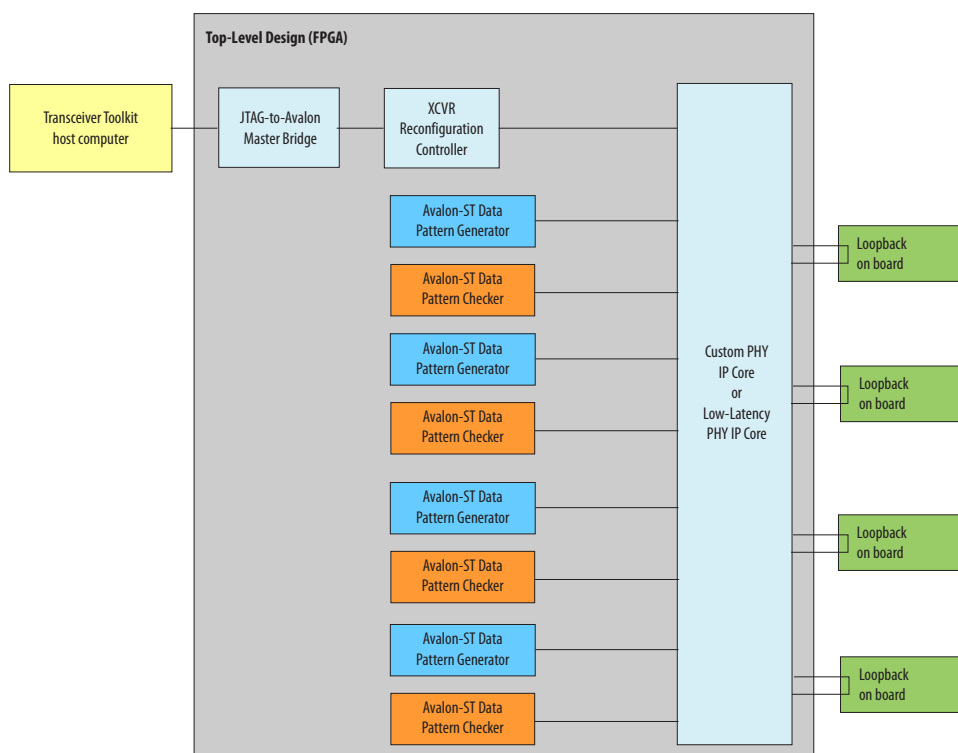 Top-Level Design (FPGA)
Transceiver Toolkit
host computer
JTAG-to-Avalon
Master Bridge
XCVR
Reconfiguration
Controller
Avalon-ST Data
Pattern Generator
Avalon-ST Data
Pattern Checker
Avalon-ST Data
Pattern Generator
Avalon-ST Data
Pattern Checker
Avalon-ST Data
Pattern Generator
Avalon-ST Data
Pattern Checker
Avalon-ST Data
Pattern Generator
Avalon-ST Data
Pattern Checker
Custom PHY
IP Core
or
Low-Latency
PHY IP Core
Loopback
on board
Loopback
on board
Loopback
on board
Loopback
on board